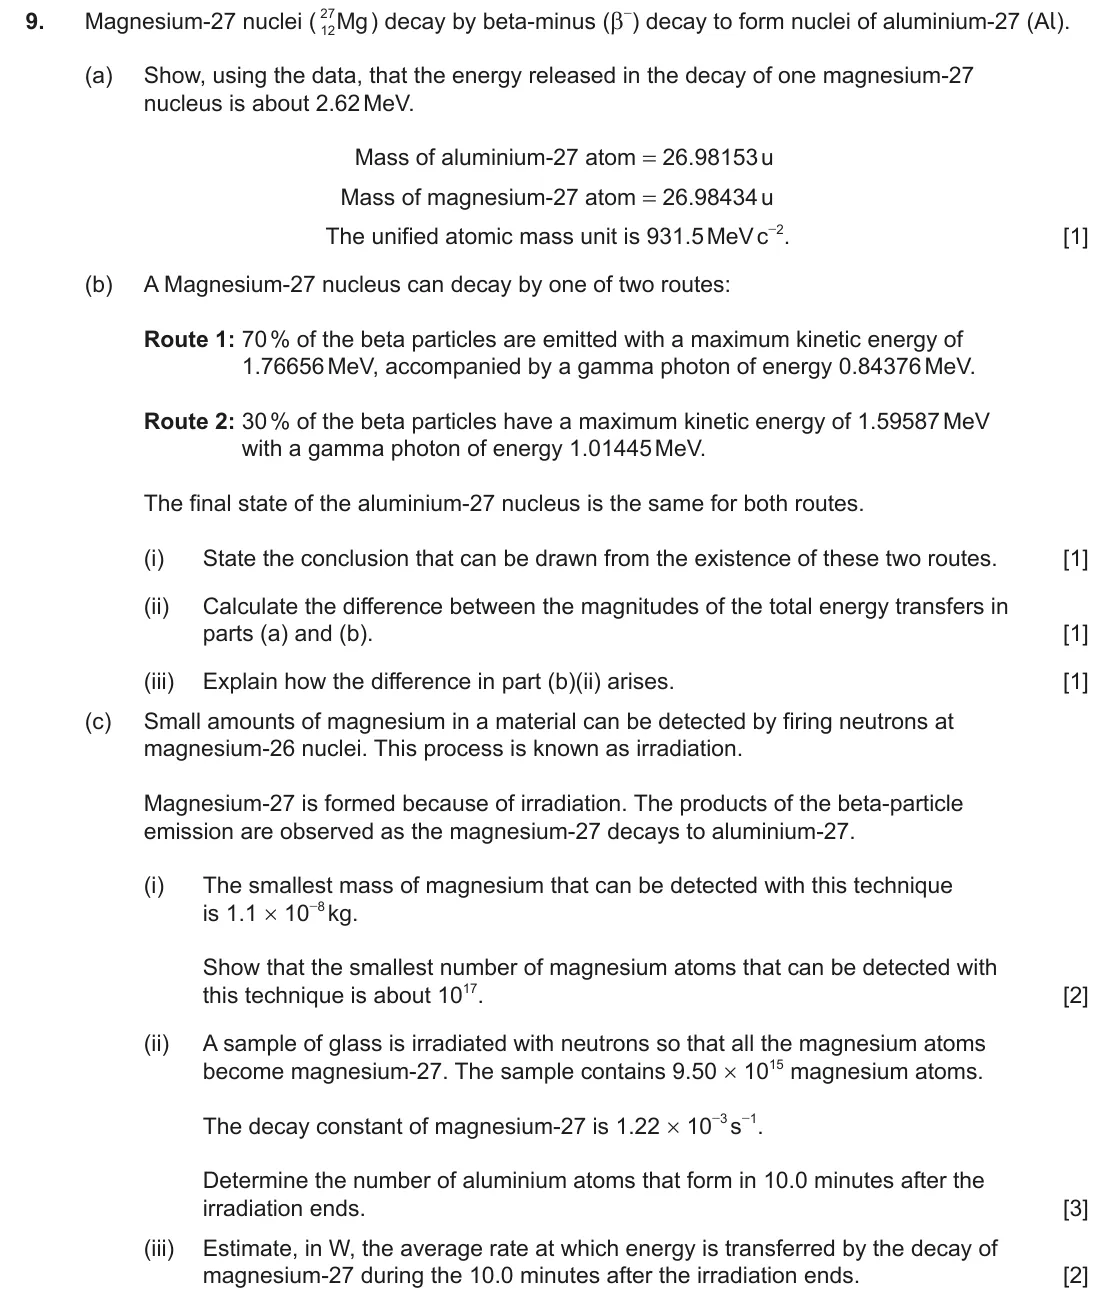 9. Magnesium-27 nuclei (²⁷₁₂Mg) decay by beta-minus (β⁻) decay to form nuclei of aluminium-27 (Al).
(a) Show, using the data, that the energy released in the decay of one magnesium-27
nucleus is about 2.62 MeV.
Mass of aluminium-27 atom = 26.98153 u
Mass of magnesium-27 atom = 26.98434 u
The unified atomic mass unit is 931.5 MeV c⁻². [1]
(b) A Magnesium-27 nucleus can decay by one of two routes:
Route 1: 70 % of the beta particles are emitted with a maximum kinetic energy of
1.76656 MeV, accompanied by a gamma photon of energy 0.84376 MeV.
Route 2: 30 % of the beta particles have a maximum kinetic energy of 1.59587 MeV
with a gamma photon of energy 1.01445 MeV.
The final state of the aluminium-27 nucleus is the same for both routes.
(i) State the conclusion that can be drawn from the existence of these two routes. [1]
(ii) Calculate the difference between the magnitudes of the total energy transfers in
parts (a) and (b). [1]
(iii) Explain how the difference in part (b)(ii) arises. [1]
(c) Small amounts of magnesium in a material can be detected by firing neutrons at
magnesium-26 nuclei. This process is known as irradiation.
Magnesium-27 is formed because of irradiation. The products of the beta-particle
emission are observed as the magnesium-27 decays to aluminium-27.
(i) The smallest mass of magnesium that can be detected with this technique
is 1.1 × 10⁻⁸ kg.
Show that the smallest number of magnesium atoms that can be detected with
this technique is about 10¹⁷. [2]
(ii) A sample of glass is irradiated with neutrons so that all the magnesium atoms
become magnesium-27. The sample contains 9.50 × 10¹⁵ magnesium atoms.
The decay constant of magnesium-27 is 1.22 × 10⁻³ s⁻¹.
Determine the number of aluminium atoms that form in 10.0 minutes after the
irradiation ends. [3]
(iii) Estimate, in W, the average rate at which energy is transferred by the decay of
magnesium-27 during the 10.0 minutes after the irradiation ends. [2]